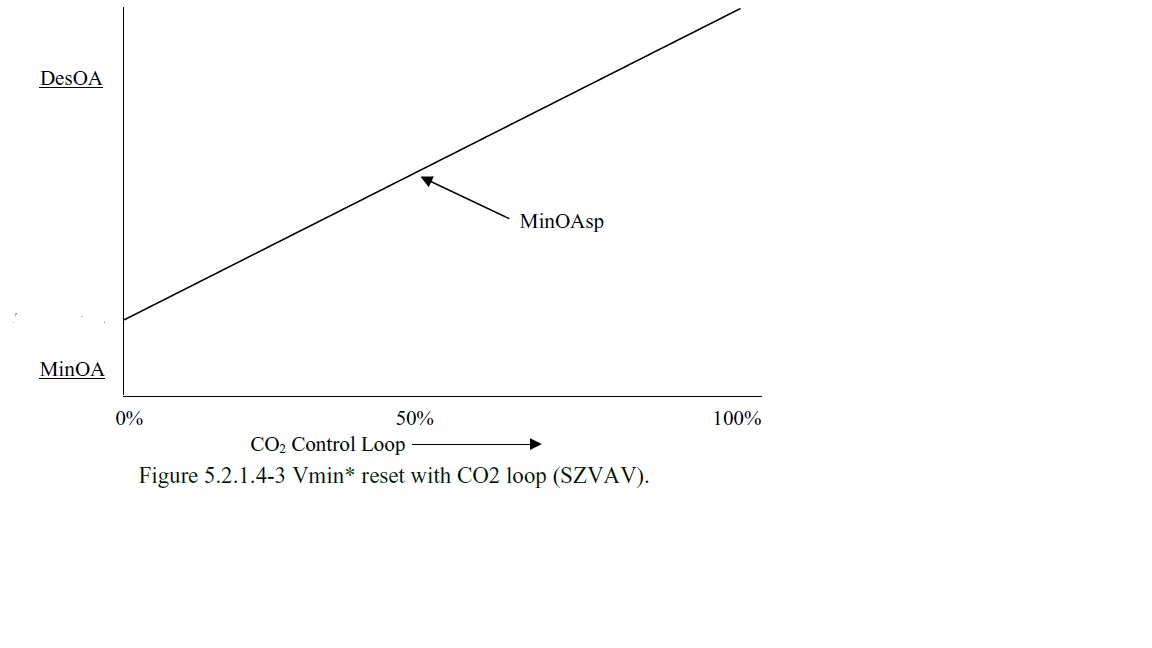 DesOA
MinOAsp
MinOA
0% 50% 100%
CO₂ Control Loop
Figure 5.2.1.4-3 Vmin* reset with CO2 loop (SZVAV).